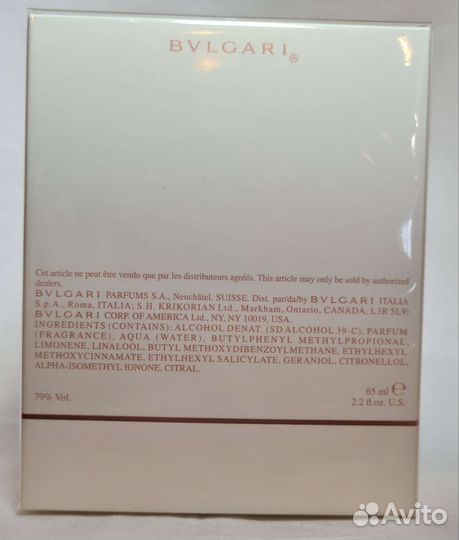 BVLGARI®
Cet article ne peut être vendu que par les distributeurs agréés. This article may only be sold by authorized
dealers.
BVLGARI PARFUMS S.A., Neuchâtel, SUISSE. Dist. par/da/by BVLGARI ITALIA
S.p.A., Roma, ITALIA; S.H. KRIKORIAN Ltd., Markham, Ontario, CANADA, L3R 5L9;
BVLGARI CORP. OF AMERICA Ltd., NY, NY 10019, USA.
INGREDIENTS (CONTAINS): ALCOHOL DENAT. (SD ALCOHOL 39-C), PARFUM
(FRAGRANCE), AQUA (WATER), BUTYLPHENYL METHYLPROPIONAL,
LIMONENE, LINALOOL, BUTYL METHOXYDIBENZOYLMETHANE, ETHYLHEXYL
METHOXYCINNAMATE, ETHYLHEXYL SALICYLATE, GERANIOL, CITRONELLOL,
ALPHA-ISOMETHYL IONONE, CITRAL.
79% Vol.
65 ml ℮
2.2 fl.oz. U.S.
Avito